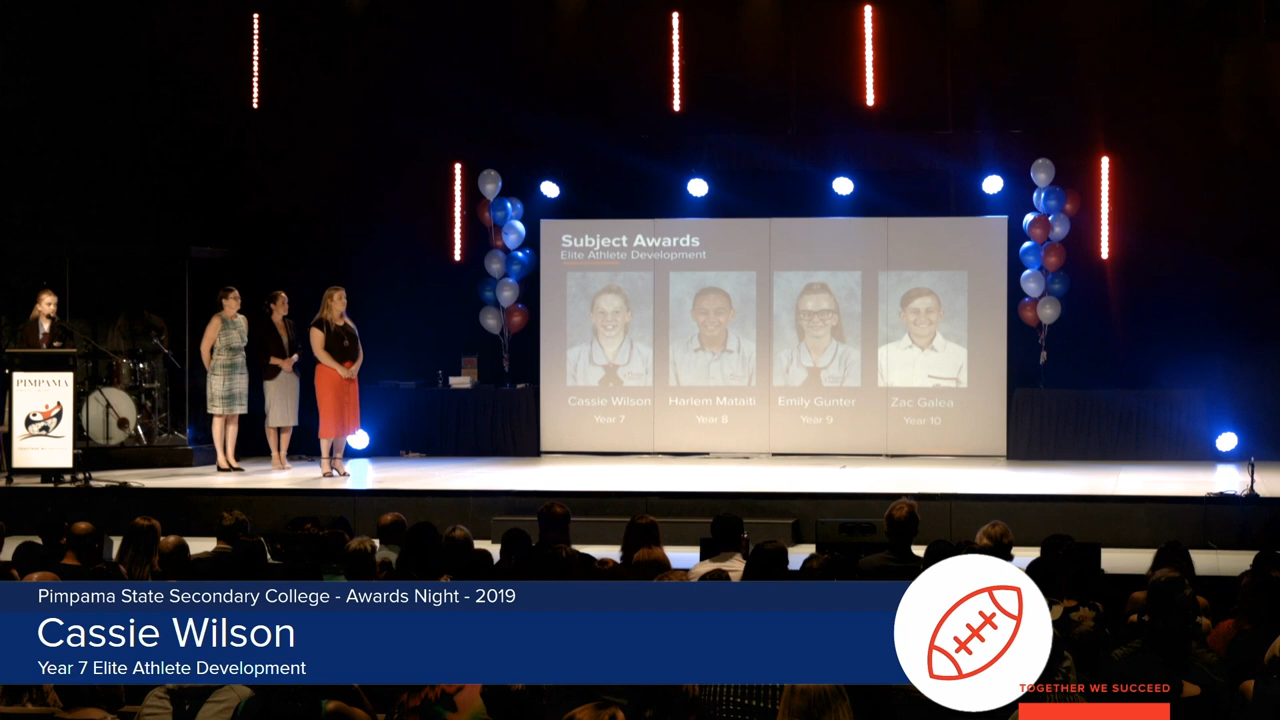 Subject Awards
Elite Athlete Development
Cassie Wilson
Harlem Mataiti
Emily Gunter
Zac Galea
Year 7
Year 8
Year 9
Year 10
PIMPAMA
Pimpama State Secondary College - Awards Night - 2019
Cassie Wilson
Year 7 Elite Athlete Development
TOGETHER WE SUCCEED